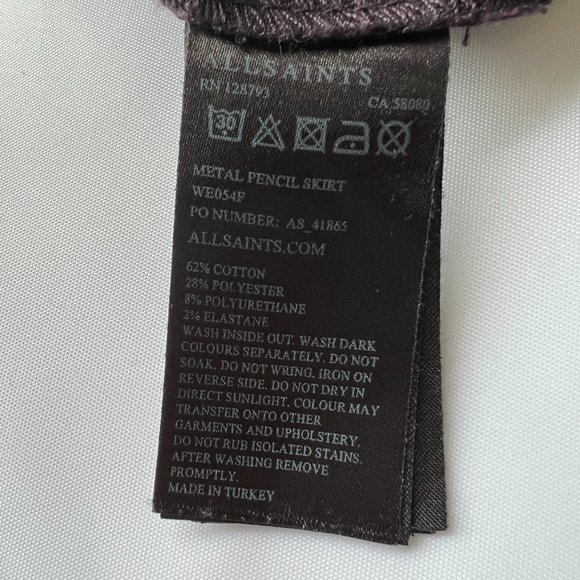 ALLSAINTS
RN 128793 CA 58080
30
METAL PENCIL SKIRT
WE054F
PO NUMBER: AS_41865
ALLSAINTS.COM
62% COTTON
28% POLYESTER
8% POLYURETHANE
2% ELASTANE
WASH INSIDE OUT. WASH DARK
COLOURS SEPARATELY. DO NOT
SOAK. DO NOT WRING. IRON ON
REVERSE SIDE. DO NOT DRY IN
DIRECT SUNLIGHT. COLOUR MAY
TRANSFER ONTO OTHER
GARMENTS AND UPHOLSTERY.
DO NOT RUB ISOLATED STAINS.
AFTER WASHING REMOVE
PROMPTLY.
MADE IN TURKEY